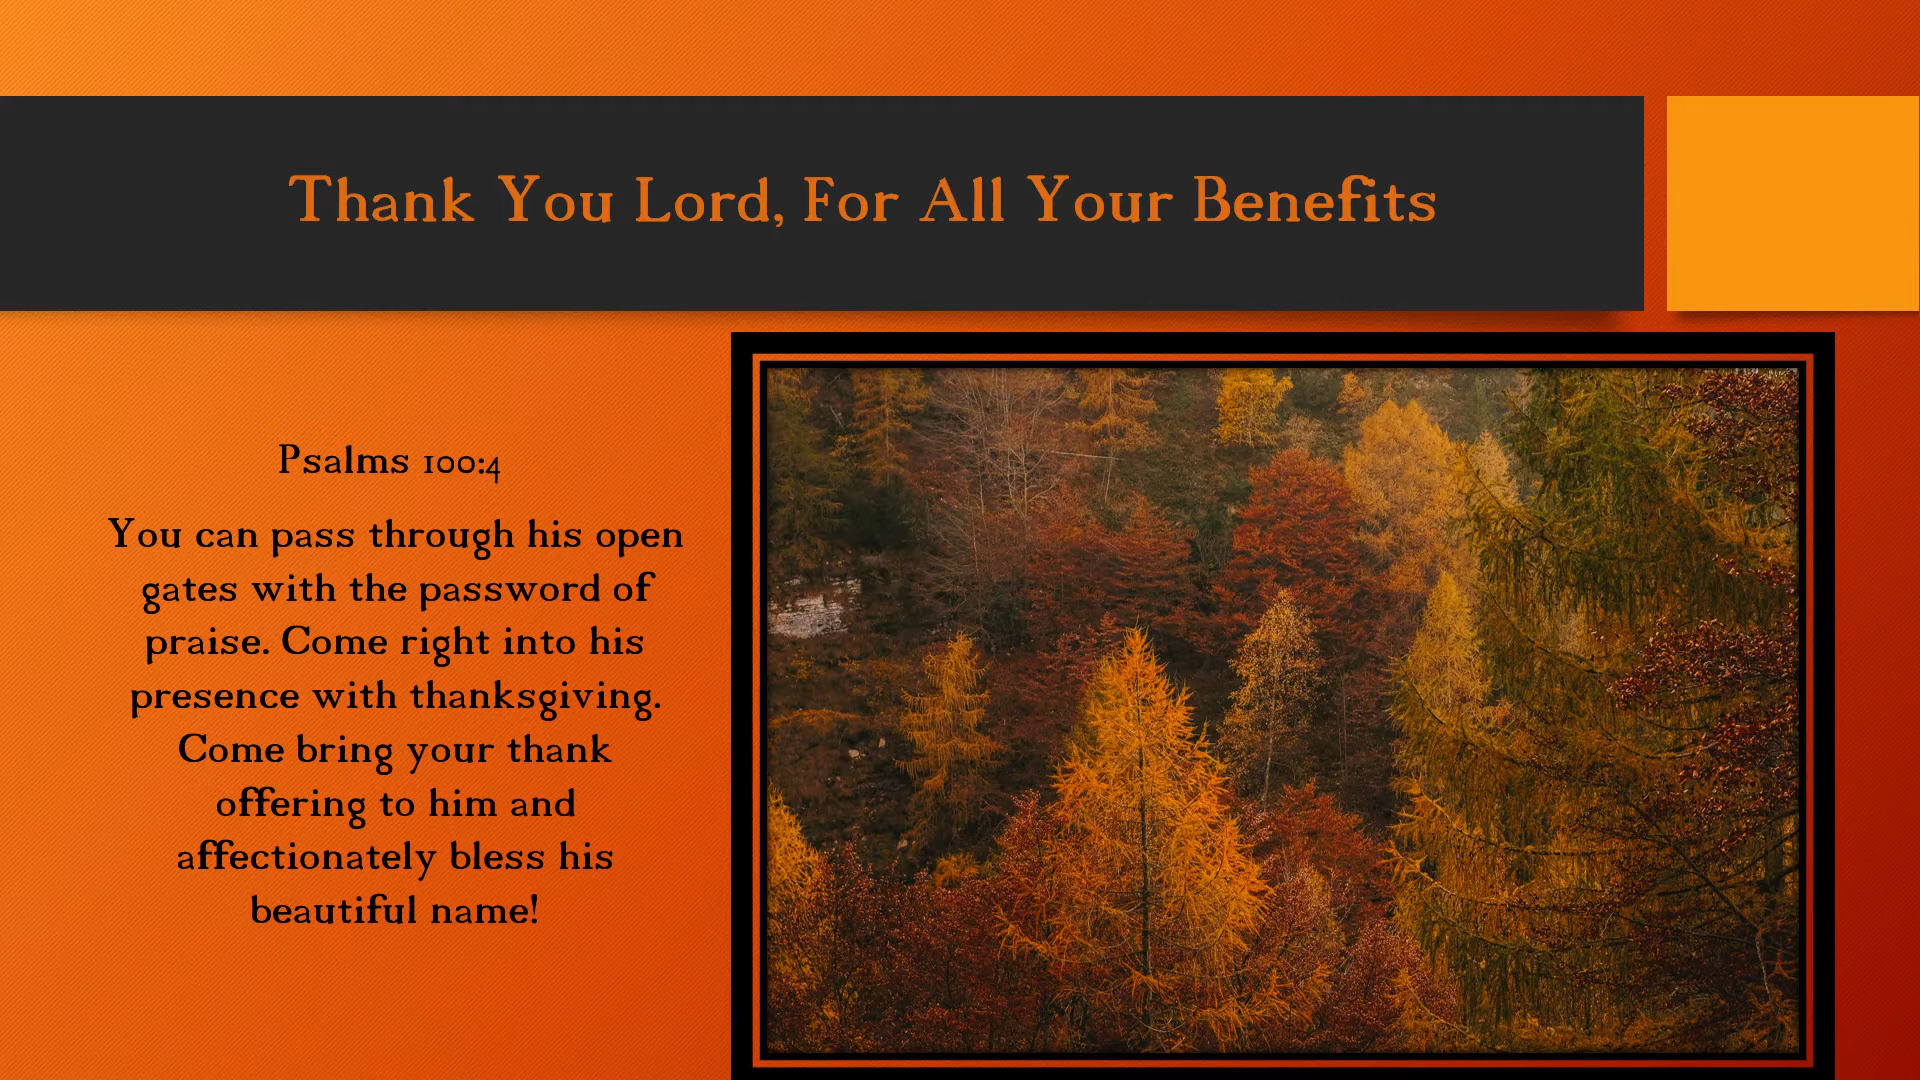 Thank You Lord, For All Your Benefits
Psalms 100:4
You can pass through his open
gates with the password of
praise. Come right into his
presence with thanksgiving.
Come bring your thank
offering to him and
affectionately bless his
beautiful name!